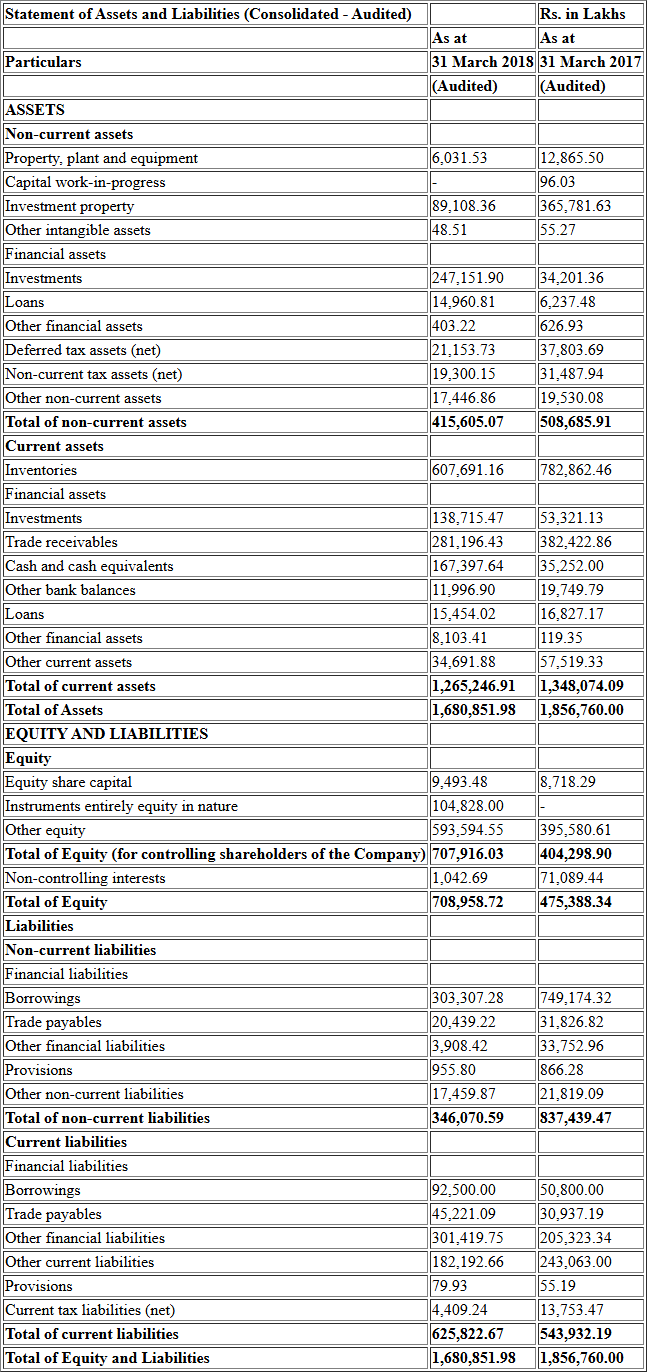 Statement of Assets and Liabilities (Consolidated - Audited) Rs. in Lakhs
As at As at
Particulars 31 March 2018 31 March 2017
(Audited) (Audited)
ASSETS
Non-current assets
Property, plant and equipment 6,031.53 12,865.50
Capital work-in-progress - 96.03
Investment property 89,108.36 365,781.63
Other intangible assets 48.51 55.27
Financial assets
Investments 247,151.90 34,201.36
Loans 14,960.81 6,237.48
Other financial assets 403.22 626.93
Deferred tax assets (net) 21,153.73 37,803.69
Non-current tax assets (net) 19,300.15 31,487.94
Other non-current assets 17,446.86 19,530.08
Total of non-current assets 415,605.07 508,685.91
Current assets
Inventories 607,691.16 782,862.46
Financial assets
Investments 138,715.47 53,321.13
Trade receivables 281,196.43 382,422.86
Cash and cash equivalents 167,397.64 35,252.00
Other bank balances 11,996.90 19,749.79
Loans 15,454.02 16,827.17
Other financial assets 8,103.41 119.35
Other current assets 34,691.88 57,519.33
Total of current assets 1,265,246.91 1,348,074.09
Total of Assets 1,680,851.98 1,856,760.00
EQUITY AND LIABILITIES
Equity
Equity share capital 9,493.48 8,718.29
Instruments entirely equity in nature 104,828.00 -
Other equity 593,594.55 395,580.61
Total of Equity (for controlling shareholders of the Company) 707,916.03 404,298.90
Non-controlling interests 1,042.69 71,089.44
Total of Equity 708,958.72 475,388.34
Liabilities
Non-current liabilities
Financial liabilities
Borrowings 303,307.28 749,174.32
Trade payables 20,439.22 31,826.82
Other financial liabilities 3,908.42 33,752.96
Provisions 955.80 866.28
Other non-current liabilities 17,459.87 21,819.09
Total of non-current liabilities 346,070.59 837,439.47
Current liabilities
Financial liabilities
Borrowings 92,500.00 50,800.00
Trade payables 45,221.09 30,937.19
Other financial liabilities 301,419.75 205,323.34
Other current liabilities 182,192.66 243,063.00
Provisions 79.93 55.19
Current tax liabilities (net) 4,409.24 13,753.47
Total of current liabilities 625,822.67 543,932.19
Total of Equity and Liabilities 1,680,851.98 1,856,760.00